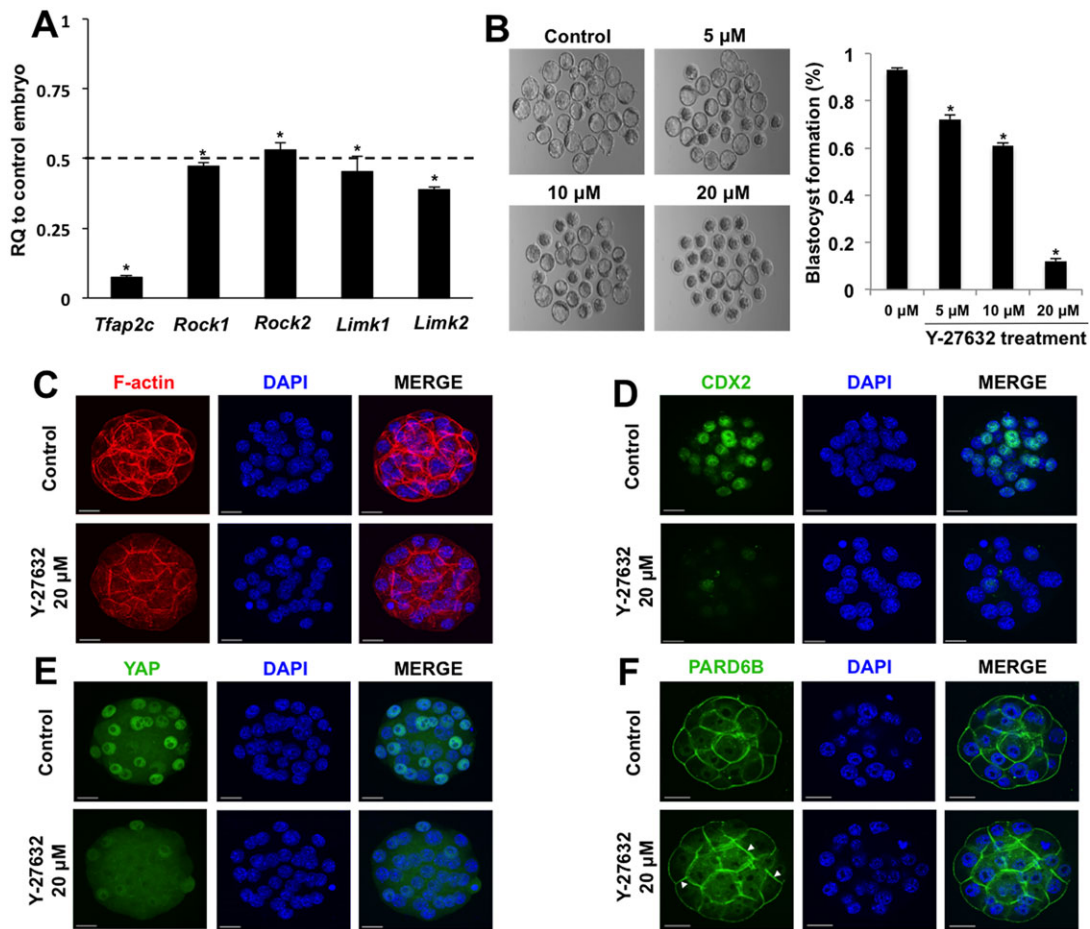 A
RQ to control embryo
1
0.75
0.5
0.25
0
*
*
*
*
*
Tfap2c Rock1 Rock2 Limk1 Limk2
B
Control 5 µM
10 µM 20 µM
Blastocyst formation (%)
1
0.8
0.6
0.4
0.2
0
*
*
*
0 µM 5 µM 10 µM 20 µM
Y-27632 treatment
C
F-actin DAPI MERGE
Control
Y-27632
20 µM
D
CDX2 DAPI MERGE
Control
Y-27632
20 µM
E
YAP DAPI MERGE
Control
Y-27632
20 µM
F
PARD6B DAPI MERGE
Control
Y-27632
20 µM